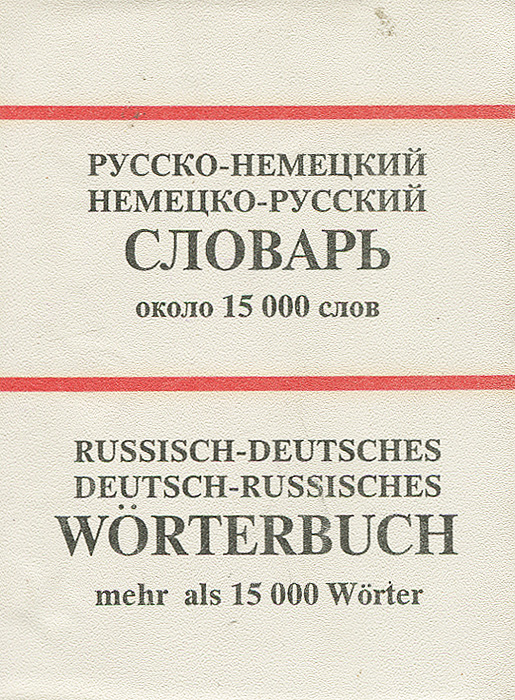 РУССКО-НЕМЕЦКИЙ
НЕМЕЦКО-РУССКИЙ
СЛОВАРЬ
около 15 000 слов
RUSSISCH-DEUTSCHES
DEUTSCH-RUSSISCHES
WÖRTERBUCH
mehr als 15 000 Wörter